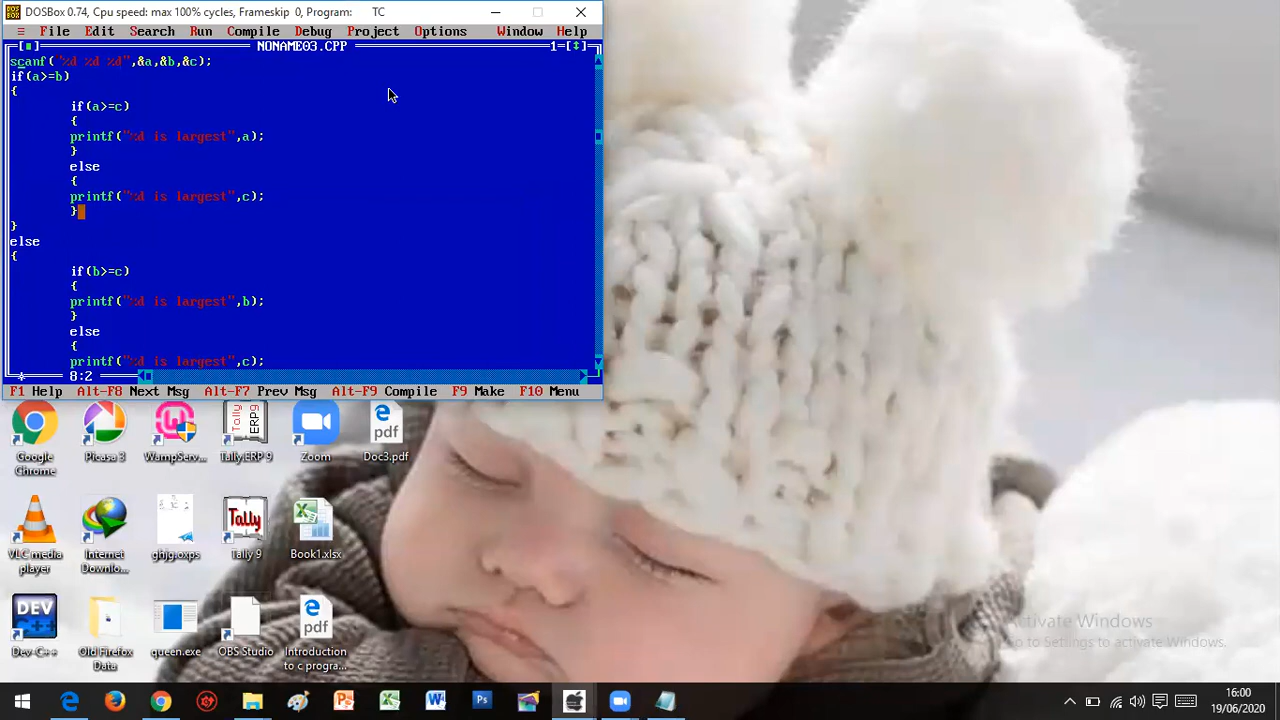 DOSBox 0.74, Cpu speed: max 100% cycles, Frameskip 0, Program: TC
≡ File Edit Search Run Compile Debug Project Options Window Help
[■] NONAME03.CPP 1=[↕]
scanf("%d %d %d",&a,&b,&c);
if(a>=b)
{
if(a>=c)
{
printf("%d is largest",a);
}
else
{
printf("%d is largest",c);
}
}
else
{
if(b>=c)
{
printf("%d is largest",b);
}
else
{
printf("%d is largest",c);
8:2
F1 Help Alt-F8 Next Msg Alt-F7 Prev Msg Alt-F9 Compile F9 Make F10 Menu
Google Chrome
Picasa 3
WampServ...
Tally.ERP 9
Zoom
Doc3.pdf
VLC media player
Internet Downlo...
ghjg.oxps
Tally 9
Book1.xlsx
Dev-C++
Old Firefox Data
queen.exe
OBS Studio
Introduction to c progra...
Activate Windows
Go to Settings to activate Windows.
16:00
19/06/2020